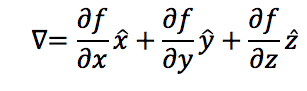 ∇= ∂f/∂x x̂ + ∂f/∂y ŷ + ∂f/∂z ẑ